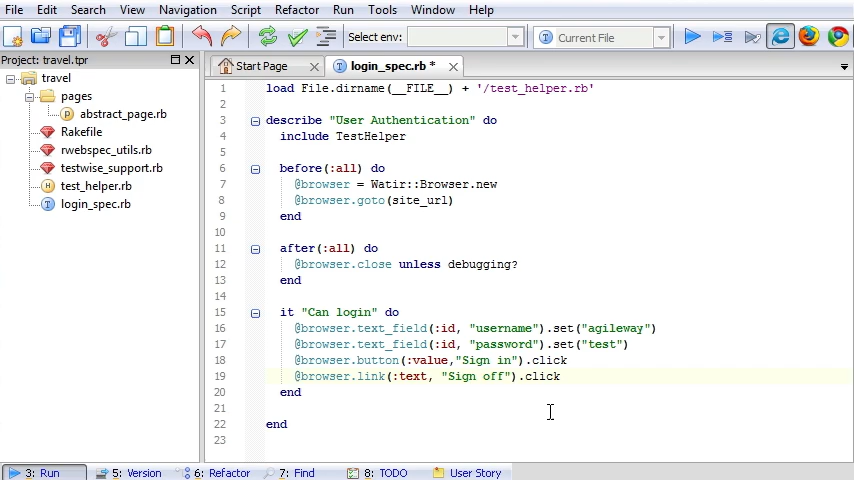 File Edit Search View Navigation Script Refactor Run Tools Window Help
Select env: Current File
Project: travel.tpr
Start Page login_spec.rb *
travel
pages
abstract_page.rb
Rakefile
rwebspec_utils.rb
testwise_support.rb
test_helper.rb
login_spec.rb
1 load File.dirname(__FILE__) + '/test_helper.rb'
2
3 describe "User Authentication" do
4 include TestHelper
5
6 before(:all) do
7 @browser = Watir::Browser.new
8 @browser.goto(site_url)
9 end
10
11 after(:all) do
12 @browser.close unless debugging?
13 end
14
15 it "Can login" do
16 @browser.text_field(:id, "username").set("agileway")
17 @browser.text_field(:id, "password").set("test")
18 @browser.button(:value,"Sign in").click
19 @browser.link(:text, "Sign off").click
20 end
21
22 end
23
3: Run 5: Version 6: Refactor 7: Find 8: TODO User Story